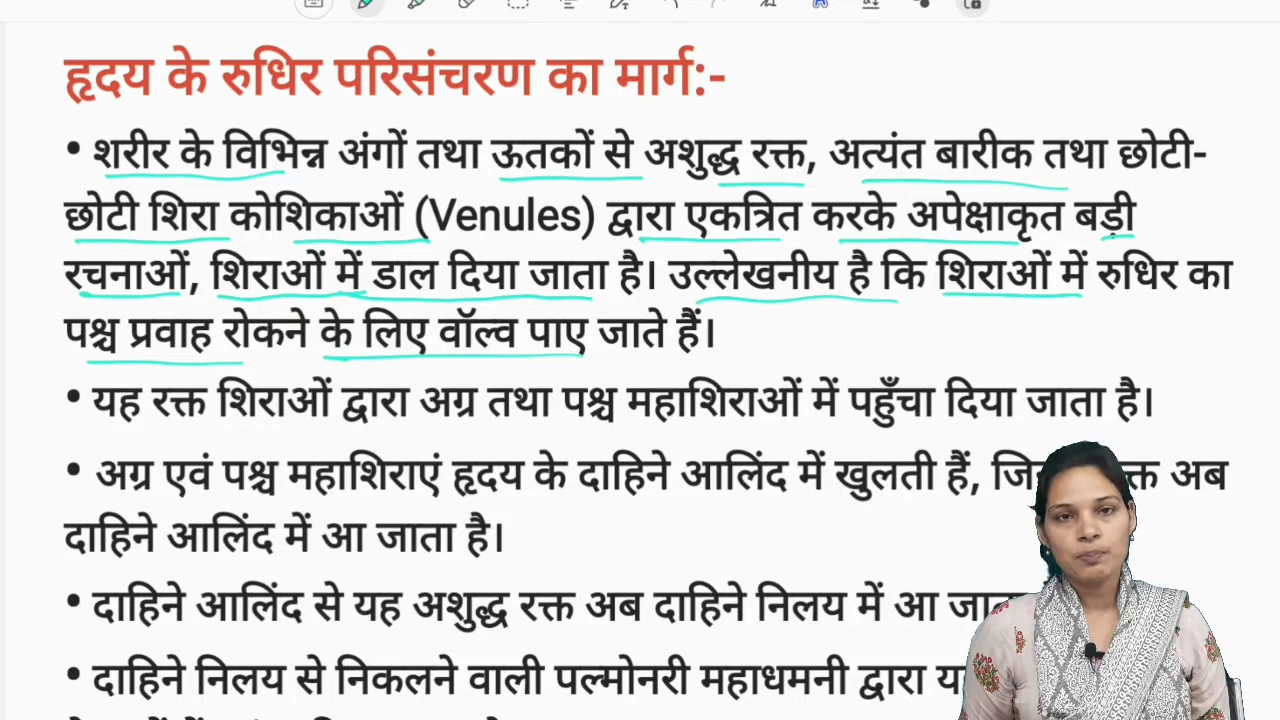 हृदय के रुधिर परिसंचरण का मार्ग:-
• शरीर के विभिन्न अंगों तथा ऊतकों से अशुद्ध रक्त, अत्यंत बारीक तथा छोटी-
छोटी शिरा कोशिकाओं (Venules) द्वारा एकत्रित करके अपेक्षाकृत बड़ी
रचनाओं, शिराओं में डाल दिया जाता है। उल्लेखनीय है कि शिराओं में रुधिर का
पश्च प्रवाह रोकने के लिए वॉल्व पाए जाते हैं।
• यह रक्त शिराओं द्वारा अग्र तथा पश्च महाशिराओं में पहुँचा दिया जाता है।
• अग्र एवं पश्च महाशिराएं हृदय के दाहिने आलिंद में खुलती हैं, अब
दाहिने आलिंद में आ जाता है।
• दाहिने आलिंद से यह अशुद्ध रक्त अब दाहिने निलय में आ
• दाहिने निलय से निकलने वाली पल्मोनरी महाधमनी द्वारा